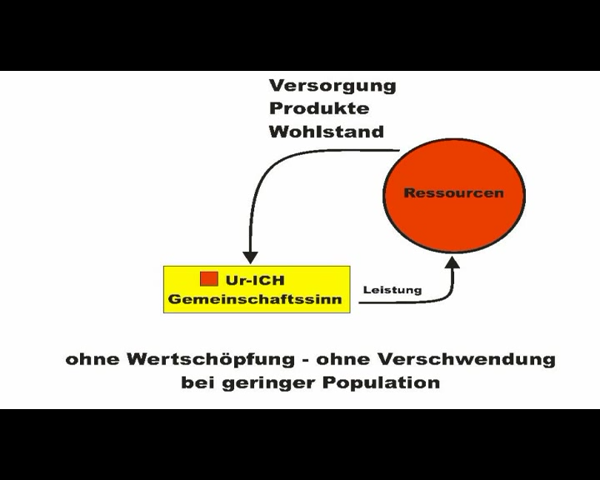 Versorgung
Produkte
Wohlstand
Ressourcen
Ur-ICH
Gemeinschaftssinn
Leistung
ohne Wertschöpfung - ohne Verschwendung
bei geringer Population